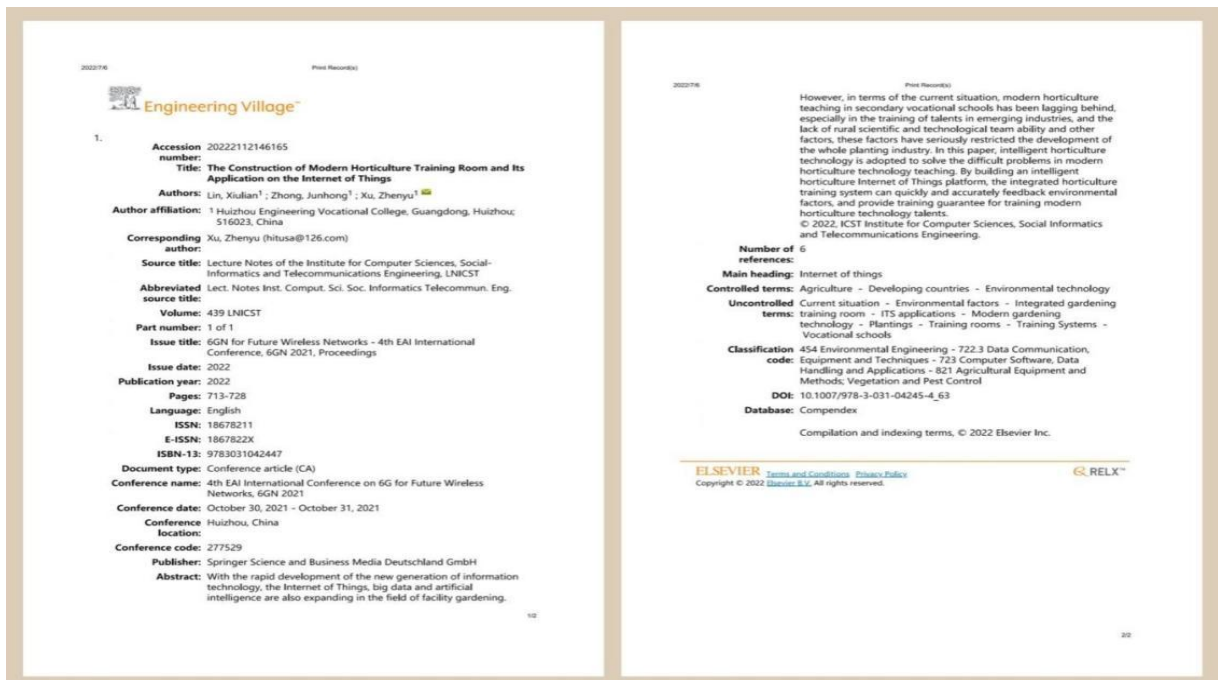 2022/7/6
Print Record(s)
Engineering Village™
1.
Accession number: 20222112146165
Title: The Construction of Modern Horticulture Training Room and Its
Application on the Internet of Things
Authors: Lin, Xiulian1 ; Zhong, Junhong1 ; Xu, Zhenyu1
Author affiliation: 1 Huizhou Engineering Vocational College, Guangdong, Huizhou;
516023, China
Corresponding author: Xu, Zhenyu (hitusa@126.com)
Source title: Lecture Notes of the Institute for Computer Sciences, Social-
Informatics and Telecommunications Engineering, LNICST
Abbreviated source title: Lect. Notes Inst. Comput. Sci. Soc. Informatics Telecommun. Eng.
Volume: 439 LNICST
Part number: 1 of 1
Issue title: 6GN for Future Wireless Networks - 4th EAI International
Conference, 6GN 2021, Proceedings
Issue date: 2022
Publication year: 2022
Pages: 713-728
Language: English
ISSN: 18678211
E-ISSN: 1867822X
ISBN-13: 9783031042447
Document type: Conference article (CA)
Conference name: 4th EAI International Conference on 6G for Future Wireless
Networks, 6GN 2021
Conference date: October 30, 2021 - October 31, 2021
Conference location: Huizhou, China
Conference code: 277529
Publisher: Springer Science and Business Media Deutschland GmbH
Abstract: With the rapid development of the new generation of information
technology, the Internet of Things, big data and artificial
intelligence are also expanding in the field of facility gardening.
1/2
2022/7/6
Print Record(s)
However, in terms of the current situation, modern horticulture
teaching in secondary vocational schools has been lagging behind,
especially in the training of talents in emerging industries, and the
lack of rural scientific and technological team ability and other
factors, these factors have seriously restricted the development of
the whole planting industry. In this paper, intelligent horticulture
technology is adopted to solve the difficult problems in modern
horticulture technology teaching. By building an intelligent
horticulture Internet of Things platform, the integrated horticulture
training system can quickly and accurately feedback environmental
factors, and provide training guarantee for training modern
horticulture technology talents.
© 2022, ICST Institute for Computer Sciences, Social Informatics
and Telecommunications Engineering.
Number of references: 6
Main heading: Internet of things
Controlled terms: Agriculture - Developing countries - Environmental technology
Uncontrolled terms: Current situation - Environmental factors - Integrated gardening
training room - ITS applications - Modern gardening
technology - Plantings - Training rooms - Training Systems -
Vocational schools
Classification code: 454 Environmental Engineering - 722.3 Data Communication,
Equipment and Techniques - 723 Computer Software, Data
Handling and Applications - 821 Agricultural Equipment and
Methods; Vegetation and Pest Control
DOI: 10.1007/978-3-031-04245-4_63
Database: Compendex
Compilation and indexing terms, © 2022 Elsevier Inc.
ELSEVIER Terms and Conditions Privacy Policy
Copyright © 2022 Elsevier B.V. All rights reserved.
RELX™
2/2